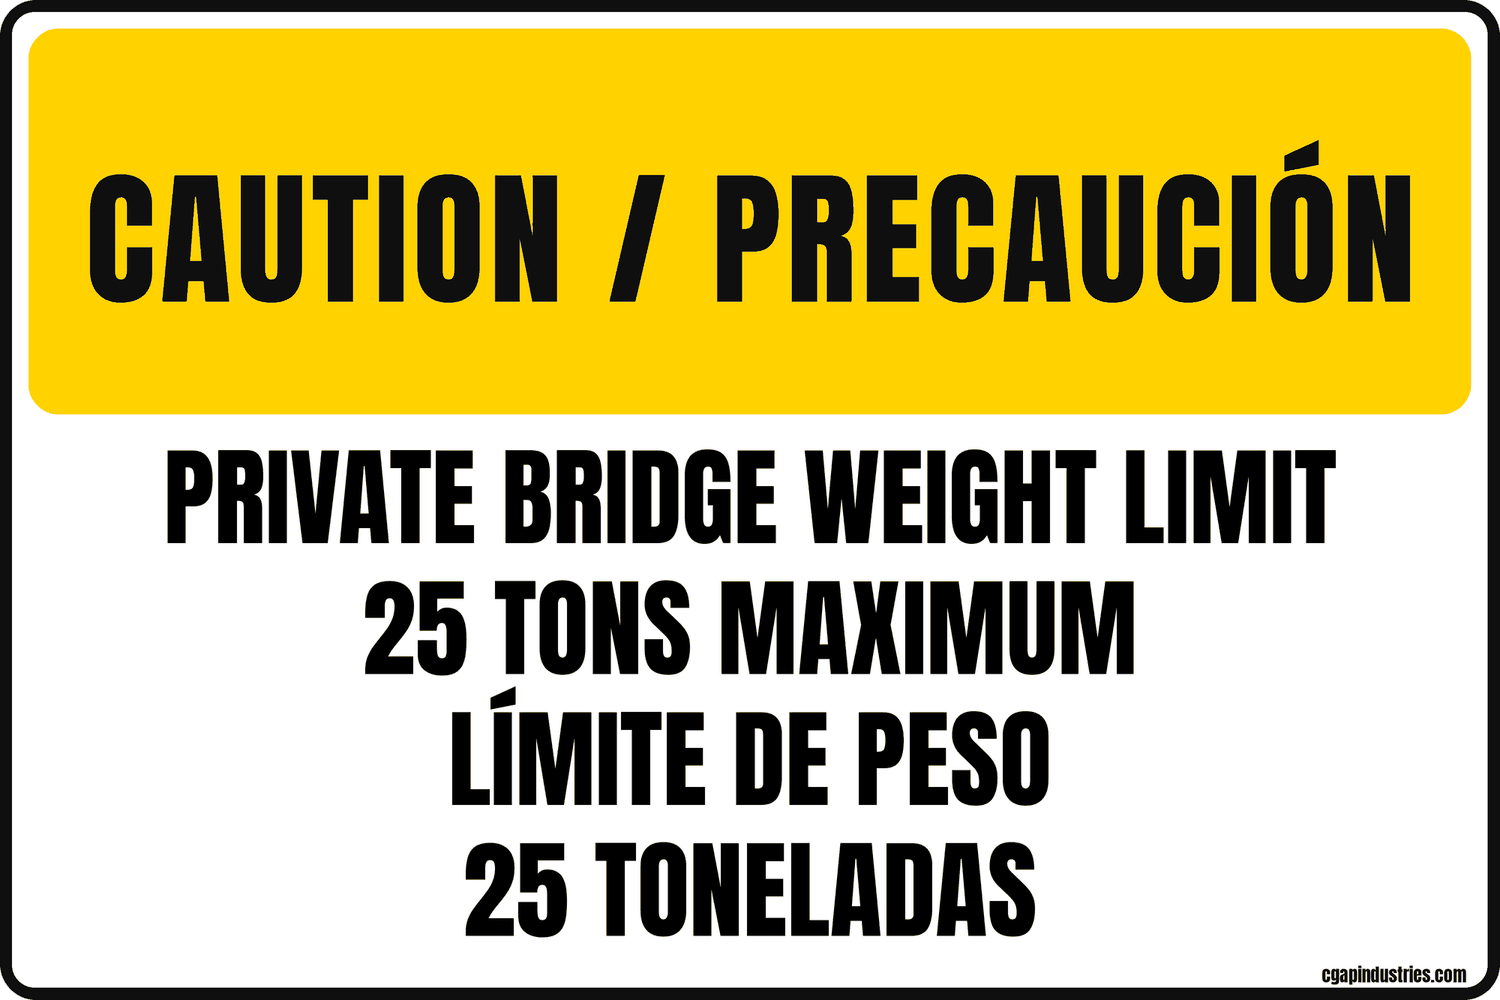 CAUTION / PRECAUCIÓN
PRIVATE BRIDGE WEIGHT LIMIT
25 TONS MAXIMUM
LÍMITE DE PESO
25 TONELADAS
cgapindustries.com